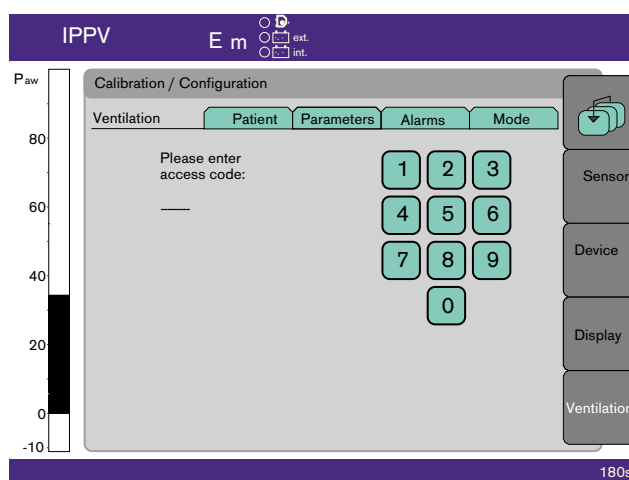 IPPV
E m
ext.
int.
Paw
Calibration / Configuration
Ventilation
Patient
Parameters
Alarms
Mode
Please enter
access code:
1 2 3
4 5 6
7 8 9
0
80
60
40
20
0
-10
Sensor
Device
Display
Ventilation
180s